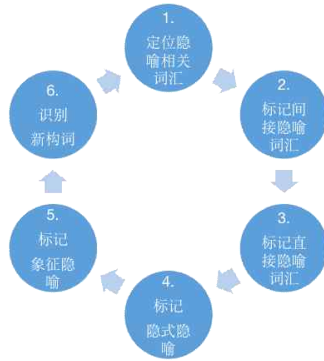 1.
定位隐
喻相关
词汇
2.
标记间
接隐喻
词汇
3.
标记直
接隐喻
词汇
4.
标记
隐式隐
喻
5.
标记
象征隐
喻
6.
识别
新构词